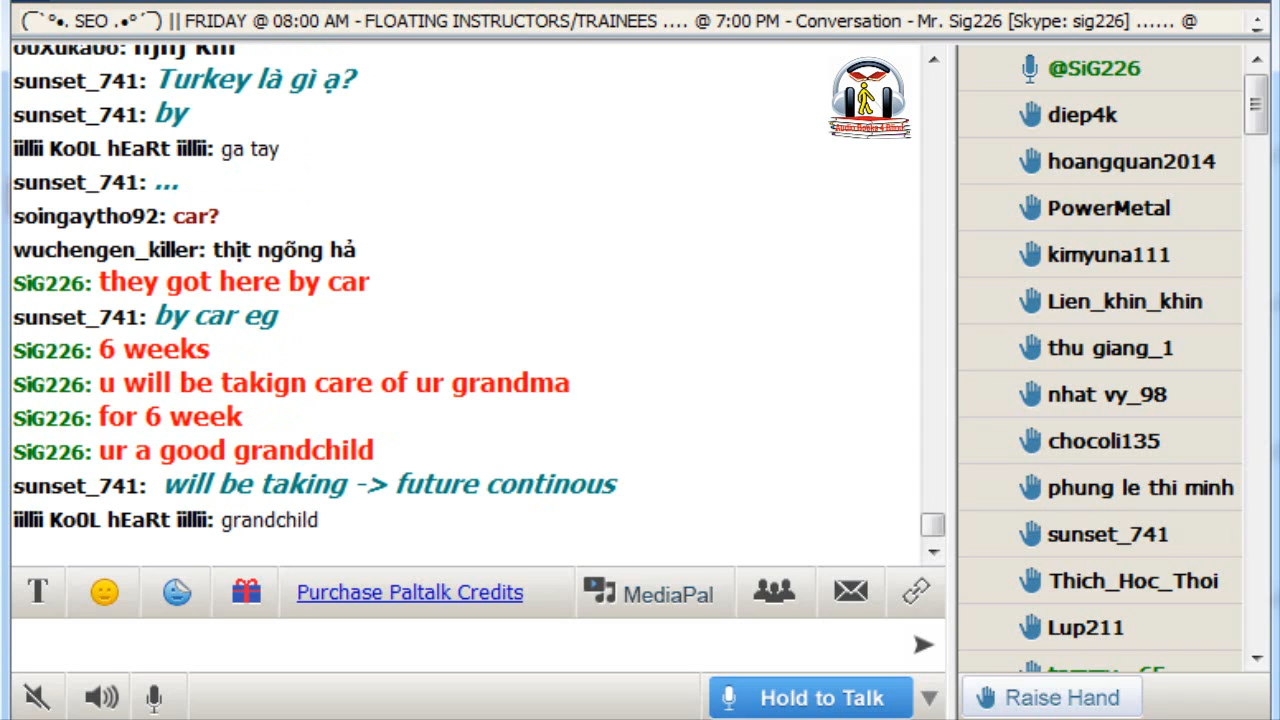 (¯`°•. SEO .•°´¯) || FRIDAY @ 08:00 AM - FLOATING INSTRUCTORS/TRAINEES .... @ 7:00 PM - Conversation - Mr. Sig226 [Skype: sig226] ...... @
sunset_741: Turkey là gì ạ?
sunset_741: by
iillii Ko0L hEaRt iillii: ga tay
sunset_741: ...
soingaytho92: car?
wuchengen_killer: thịt ngõng hả
SiG226: they got here by car
sunset_741: by car eg
SiG226: 6 weeks
SiG226: u will be takign care of ur grandma
SiG226: for 6 week
SiG226: ur a good grandchild
sunset_741: will be taking -> future continous
iillii Ko0L hEaRt iillii: grandchild
T
Purchase Paltalk Credits
MediaPal
Hold to Talk
@SiG226
diep4k
hoangquan2014
PowerMetal
kimyuna111
Lien_khin_khin
thu giang_1
nhat vy_98
chocoli135
phung le thi minh
sunset_741
Thich_Hoc_Thoi
Lup211
Raise Hand